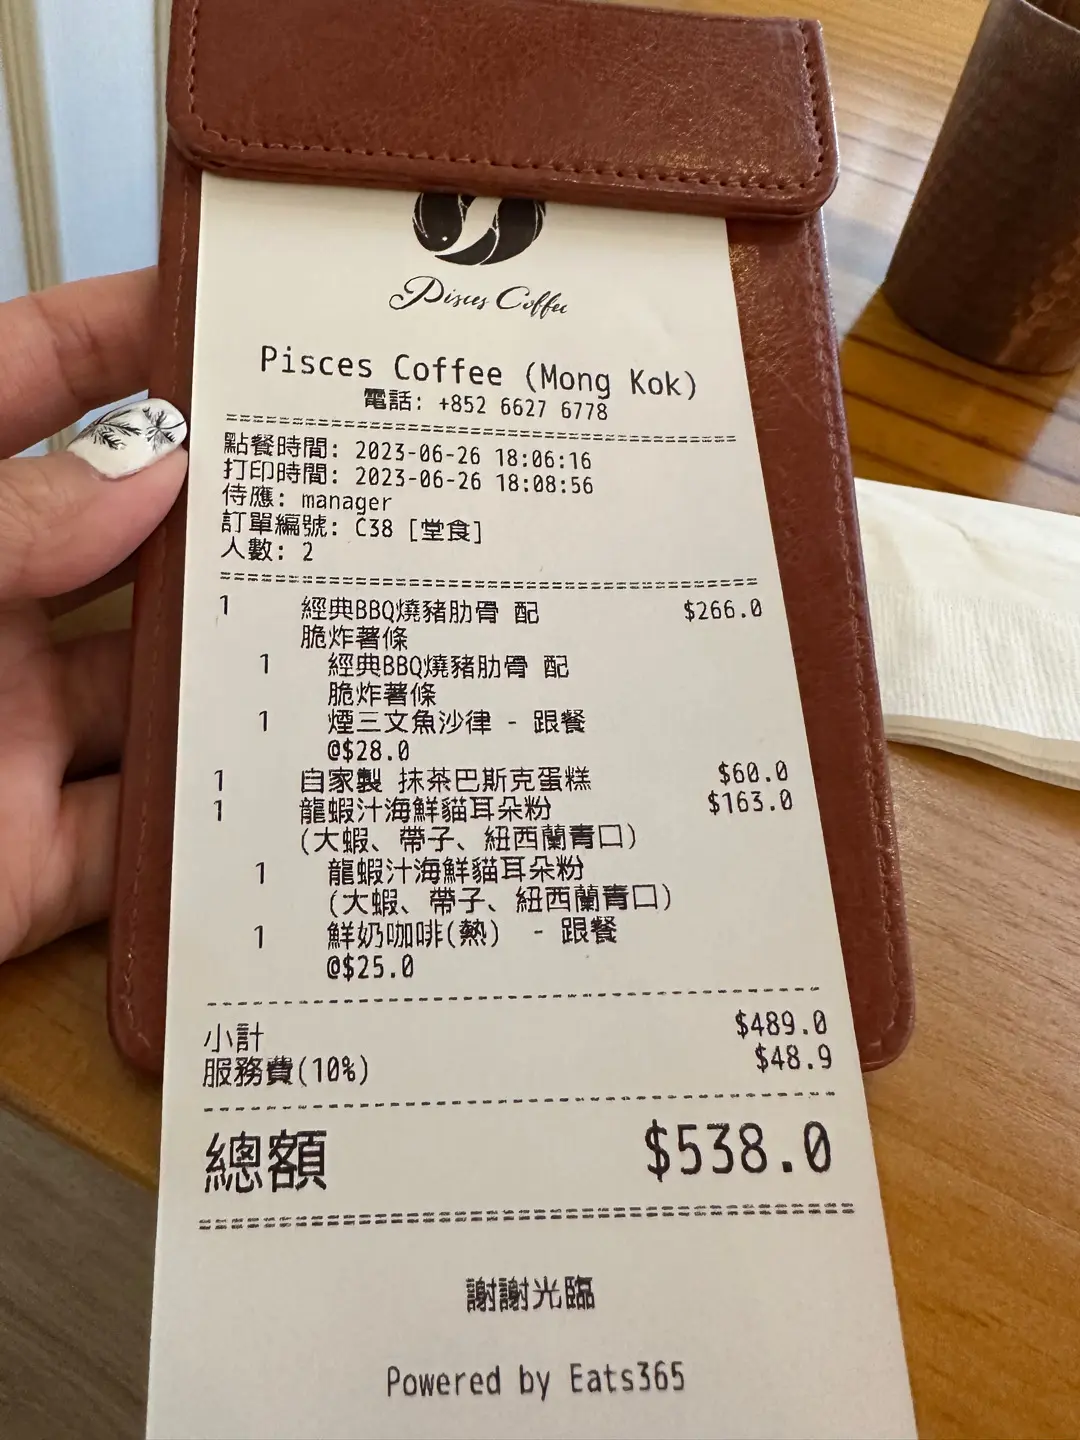 Pisces Coffee
Pisces Coffee (Mong Kok)
電話: +852 6627 6778
點餐時間: 2023-06-26 18:06:16
打印時間: 2023-06-26 18:08:56
侍應: manager
訂單編號: C38 [堂食]
人數: 2
1 經典BBQ燒豬肋骨 配 $266.0
脆炸薯條
1 經典BBQ燒豬肋骨 配
脆炸薯條
1 煙三文魚沙律 - 跟餐
@$28.0
1 自家製 抹茶巴斯克蛋糕 $60.0
1 龍蝦汁海鮮貓耳朵粉 $163.0
(大蝦、帶子、紐西蘭青口)
1 龍蝦汁海鮮貓耳朵粉
(大蝦、帶子、紐西蘭青口)
1 鮮奶咖啡(熱) - 跟餐
@$25.0
小計 $489.0
服務費(10%) $48.9
總額 $538.0
謝謝光臨
Powered by Eats365